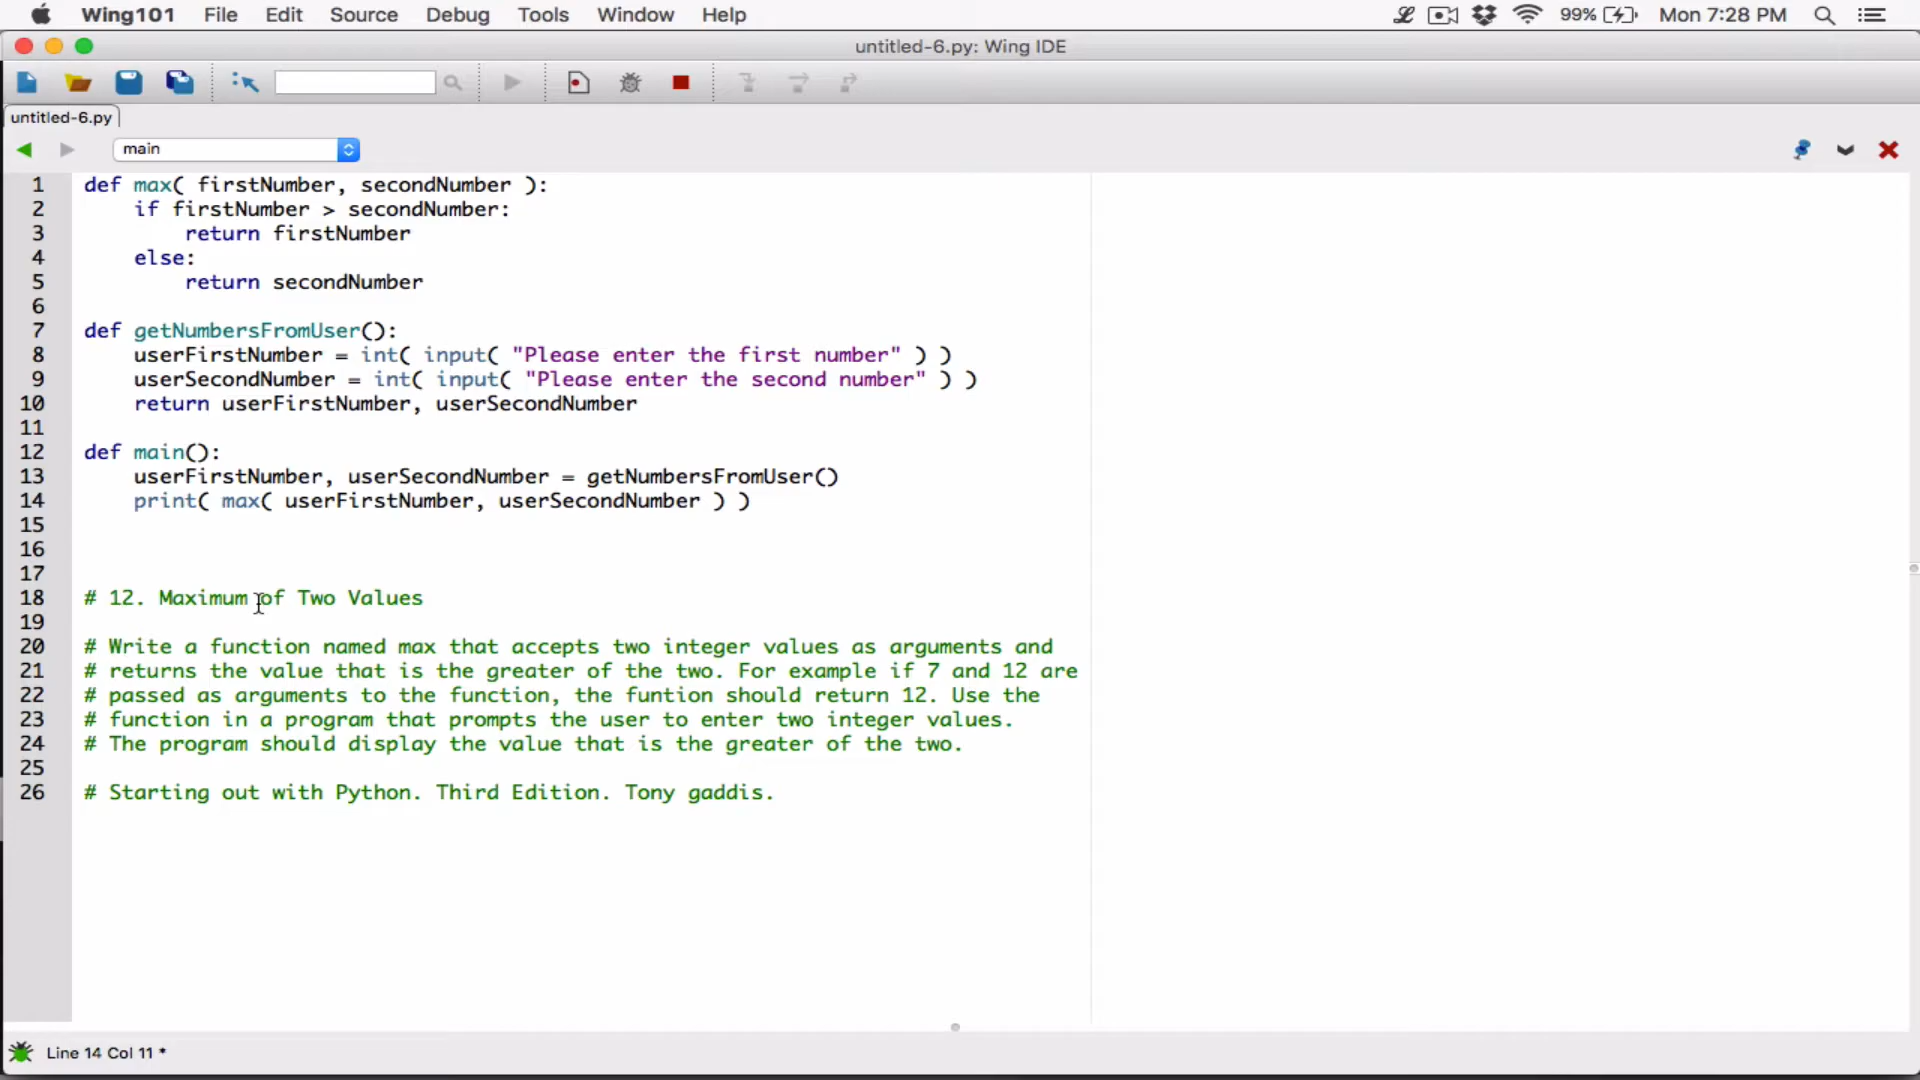 Wing101 File Edit Source Debug Tools Window Help 99% Mon 7:28 PM
untitled-6.py: Wing IDE
untitled-6.py
main
1 def max( firstNumber, secondNumber ):
2     if firstNumber > secondNumber:
3         return firstNumber
4     else:
5         return secondNumber
6
7 def getNumbersFromUser():
8     userFirstNumber = int( input( "Please enter the first number" ) )
9     userSecondNumber = int( input( "Please enter the second number" ) )
10     return userFirstNumber, userSecondNumber
11
12 def main():
13     userFirstNumber, userSecondNumber = getNumbersFromUser()
14     print( max( userFirstNumber, userSecondNumber ) )
15
16
17
18 # 12. Maximum of Two Values
19
20 # Write a function named max that accepts two integer values as arguments and
21 # returns the value that is the greater of the two. For example if 7 and 12 are
22 # passed as arguments to the function, the funtion should return 12. Use the
23 # function in a program that prompts the user to enter two integer values.
24 # The program should display the value that is the greater of the two.
25
26 # Starting out with Python. Third Edition. Tony gaddis.
Line 14 Col 11 *